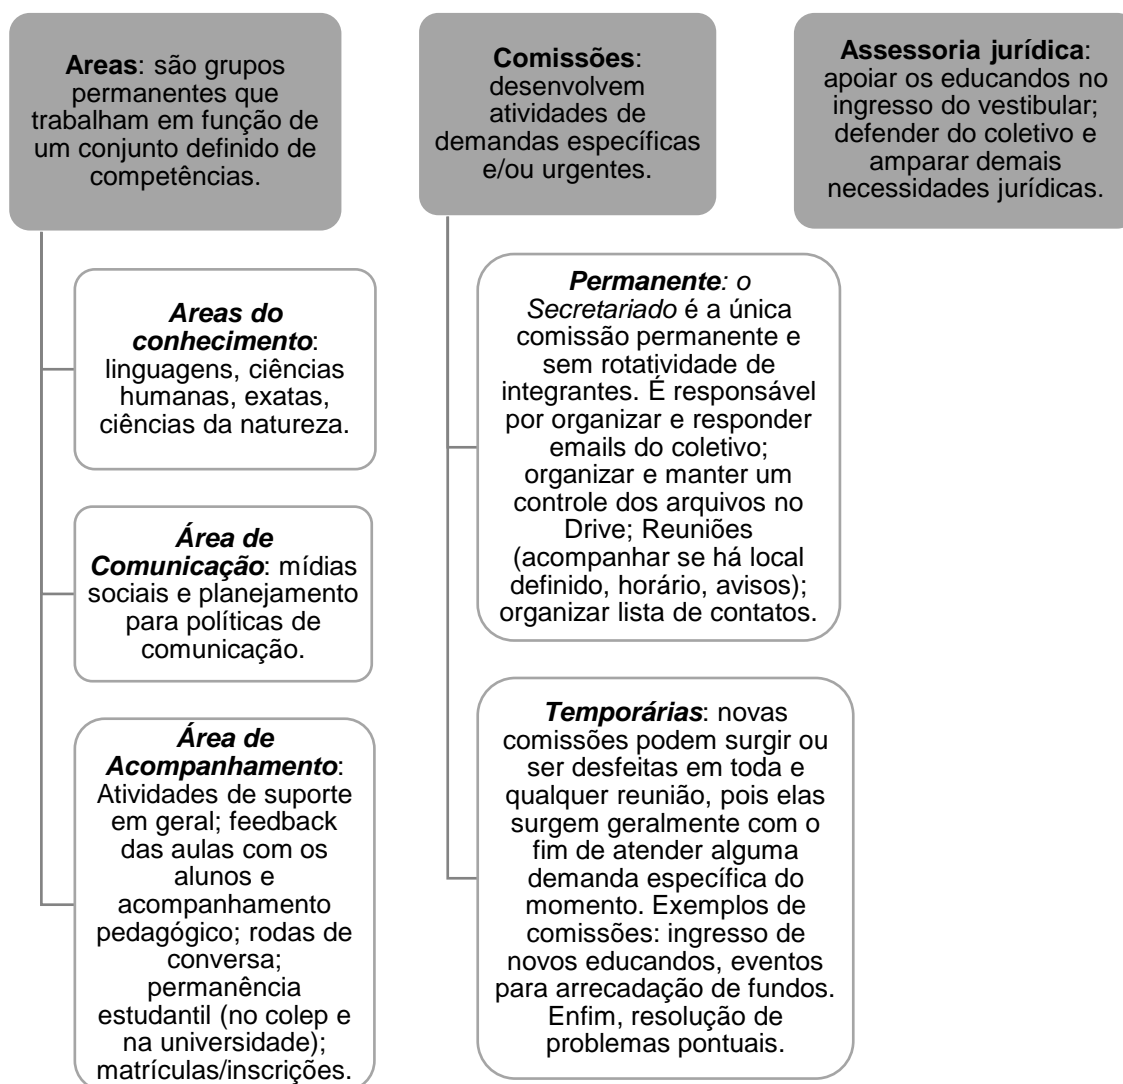 Areas: são grupos
permanentes que
trabalham em função de
um conjunto definido de
competências.
Areas do
conhecimento:
linguagens, ciências
humanas, exatas,
ciências da natureza.
Área de
Comunicação: mídias
sociais e planejamento
para políticas de
comunicação.
Área de
Acompanhamento:
Atividades de suporte
em geral; feedback
das aulas com os
alunos e
acompanhamento
pedagógico; rodas de
conversa;
permanência
estudantil (no colep e
na universidade);
matrículas/inscrições.
Comissões:
desenvolvem
atividades de
demandas específicas
e/ou urgentes.
Permanente: o
Secretariado é a única
comissão permanente e
sem rotatividade de
integrantes. É responsável
por organizar e responder
emails do coletivo;
organizar e manter um
controle dos arquivos no
Drive; Reuniões
(acompanhar se há local
definido, horário, avisos);
organizar lista de contatos.
Temporárias: novas
comissões podem surgir ou
ser desfeitas em toda e
qualquer reunião, pois elas
surgem geralmente com o
fim de atender alguma
demanda específica do
momento. Exemplos de
comissões: ingresso de
novos educandos, eventos
para arrecadação de fundos.
Enfim, resolução de
problemas pontuais.
Assessoria jurídica:
apoiar os educandos no
ingresso do vestibular;
defender do coletivo e
amparar demais
necessidades jurídicas.